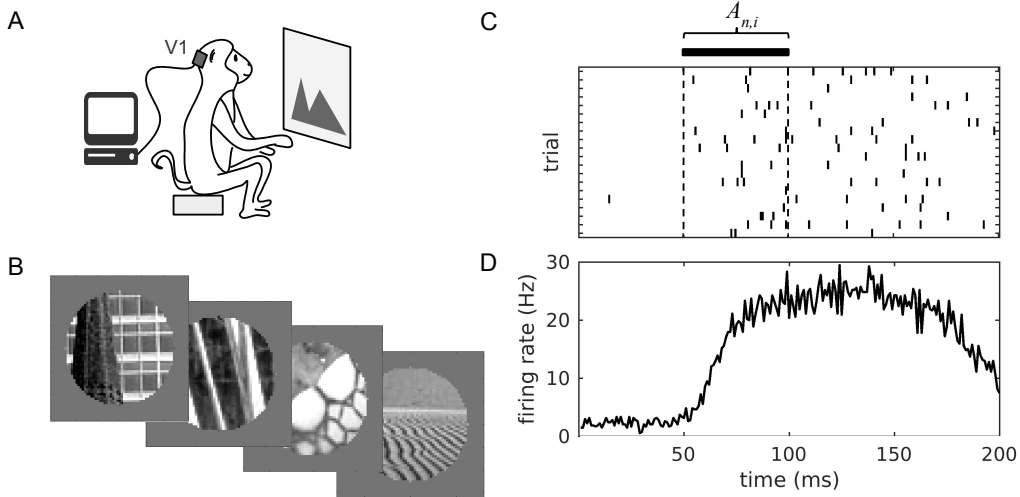 A
V1
B
C
A_{n,i}
trial
D
30
20
10
0
firing rate (Hz)
50
100
150
200
time (ms)